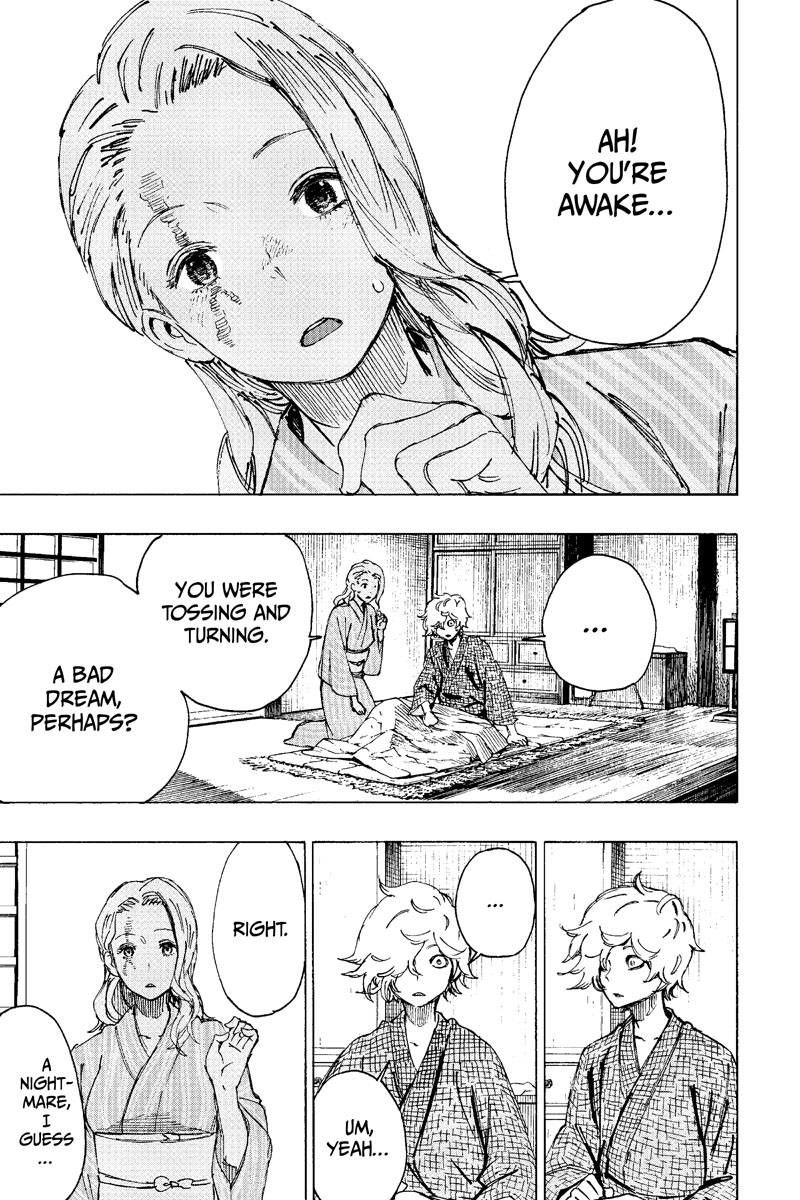 AH!
YOU'RE
AWAKE...
...
YOU WERE
TOSSING AND
TURNING.
A BAD
DREAM,
PERHAPS?
...
UM,
YEAH...
RIGHT.
A
NIGHT-
MARE,
I
GUESS
...